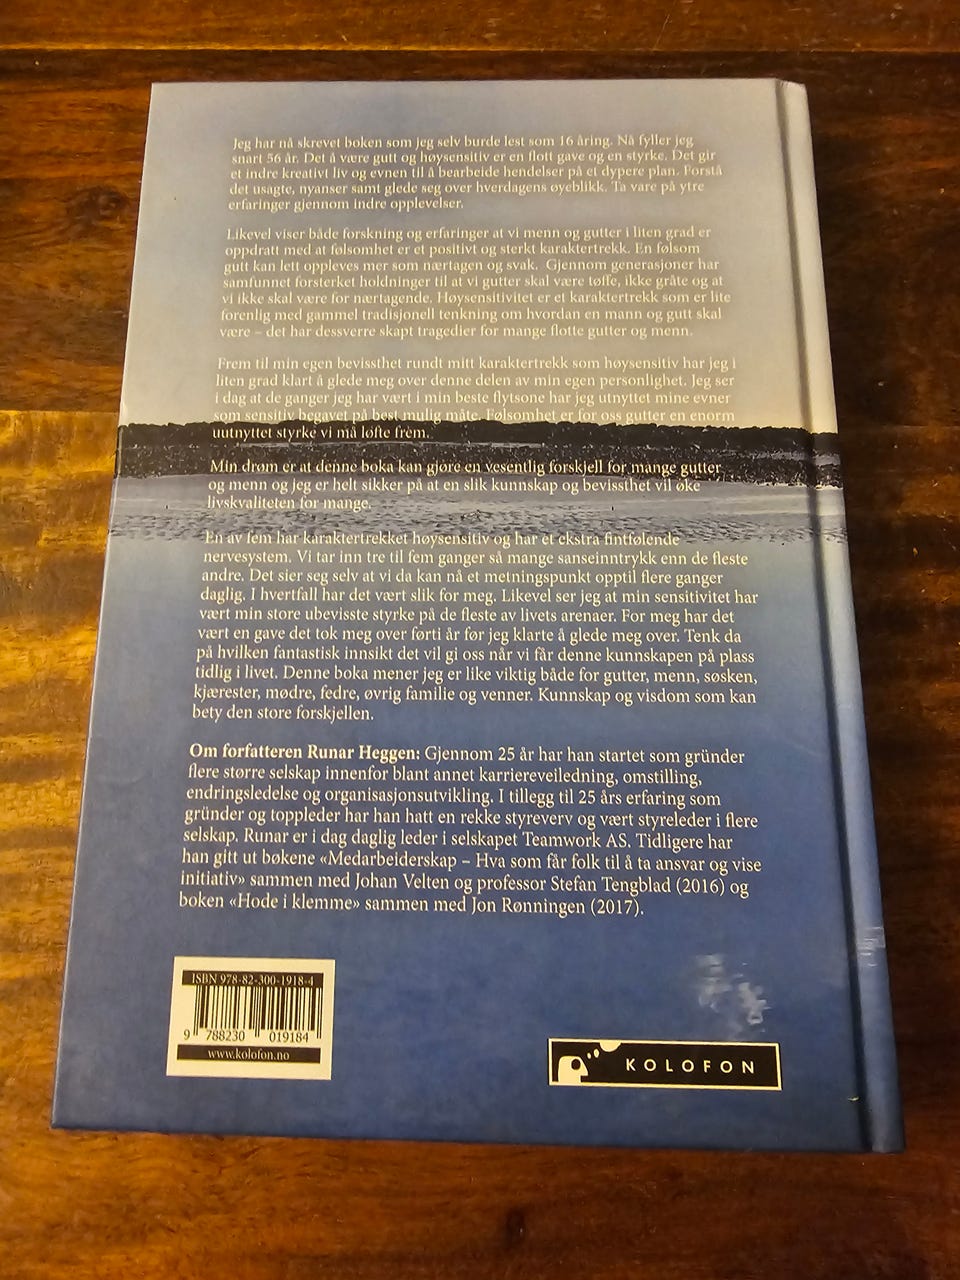 Jeg har nå skrevet boken som jeg selv burde lest som 16 åring. Nå fyller jeg
snart 56 år. Det å være gutt og høysensitiv er en flott gave og en styrke. Det gir
et indre kreativt liv og evnen til å bearbeide hendelser på et dypere plan. Forstå
det usagte, nyanser samt glede seg over hverdagens øyeblikk. Ta vare på ytre
erfaringer gjennom indre opplevelser.
Likevel viser både forskning og erfaringer at vi menn og gutter i liten grad er
oppdratt med at følsomhet er et positivt og sterkt karaktertrekk. En følsom
gutt kan lett oppleves mer som nærtagen og svak. Gjennom generasjoner har
samfunnet forsterket holdninger til at vi gutter skal være tøffe, ikke gråte og at
vi ikke skal være for nærtagende. Høysensitivitet er et karaktertrekk som er lite
forenlig med gammel tradisjonell tenkning om hvordan en mann og gutt skal
være – det har dessverre skapt tragedier for mange flotte gutter og menn.
Frem til min egen bevissthet rundt mitt karaktertrekk som høysensitiv har jeg i
liten grad klart å glede meg over denne delen av min egen personlighet. Jeg ser
i dag at de ganger jeg har vært i min beste flytsone har jeg utnyttet mine evner
som sensitiv begavet på best mulig måte. Følsomhet er for oss gutter en enorm
uutnyttet styrke vi må løfte frem.
Min drøm er at denne boka kan gjøre en vesentlig forskjell for mange gutter
og menn og jeg er helt sikker på at en slik kunnskap og bevissthet vil øke
livskvaliteten for mange.
En av fem har karaktertrekket høysensitiv og har et ekstra fintfølende
nervesystem. Vi tar inn tre til fem ganger så mange sanseinntrykk enn de fleste
andre. Det sier seg selv at vi da kan nå et metningspunkt opptil flere ganger
daglig. I hvertfall har det vært slik for meg. Likevel ser jeg at min sensitivitet har
vært min store ubevisste styrke på de fleste av livets arenaer. For meg har det
vært en gave det tok meg over førti år før jeg klarte å glede meg over. Tenk da
på hvilken fantastisk innsikt det vil gi oss når vi får denne kunnskapen på plass
tidlig i livet. Denne boka mener jeg er like viktig både for gutter, menn, søsken,
kjærester, mødre, fedre, øvrig familie og venner. Kunnskap og visdom som kan
bety den store forskjellen.
Om forfatteren Runar Heggen: Gjennom 25 år har han startet som gründer
flere større selskap innenfor blant annet karriereveiledning, omstilling,
endringsledelse og organisasjonsutvikling. I tillegg til 25 års erfaring som
gründer og toppleder har han hatt en rekke styreverv og vært styreleder i flere
selskap. Runar er i dag daglig leder i selskapet Teamwork AS. Tidligere har
han gitt ut bøkene «Medarbeiderskap – Hva som får folk til å ta ansvar og vise
initiativ» sammen med Johan Velten og professor Stefan Tengblad (2016) og
boken «Hode i klemme» sammen med Jon Rønningen (2017).
ISBN 978-82-300-1918-4
9 788230 019184
www.kolofon.no
KOLOFON